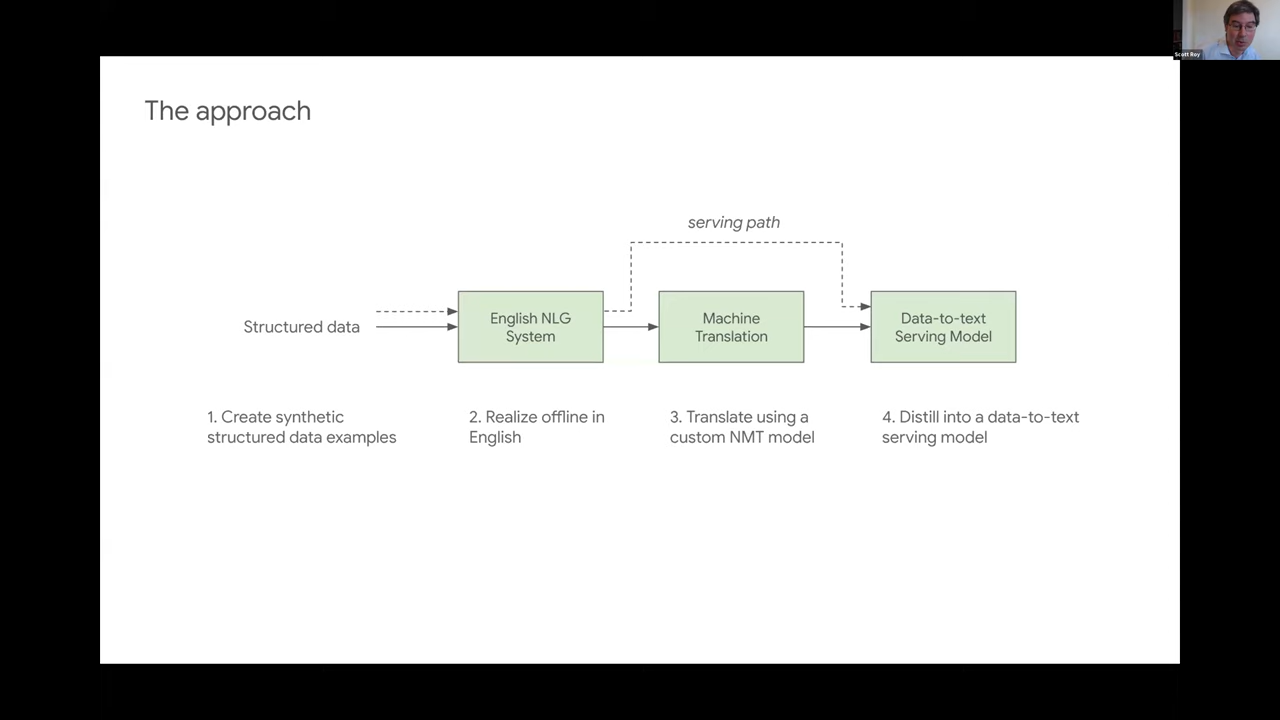 Scott Roy
The approach
serving path
Structured data
English NLG
System
Machine
Translation
Data-to-text
Serving Model
1. Create synthetic
structured data examples
2. Realize offline in
English
3. Translate using a
custom NMT model
4. Distill into a data-to-text
serving model